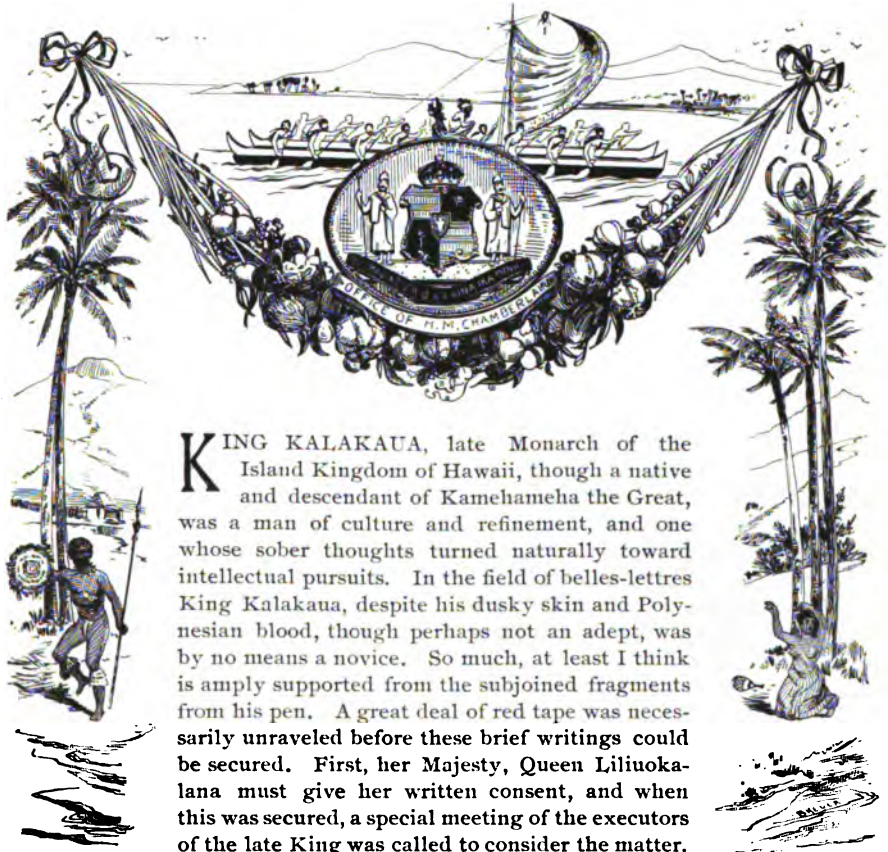 OFFICE OF H. M. CHAMBERLAIN
KING KALAKAUA, late Monarch of the
Island Kingdom of Hawaii, though a native
and descendant of Kamehameha the Great,
was a man of culture and refinement, and one
whose sober thoughts turned naturally toward
intellectual pursuits. In the field of belles-lettres
King Kalakaua, despite his dusky skin and Poly-
nesian blood, though perhaps not an adept, was
by no means a novice. So much, at least I think
is amply supported from the subjoined fragments
from his pen. A great deal of red tape was neces-
sarily unraveled before these brief writings could
be secured. First, her Majesty, Queen Liliuoka-
lana must give her written consent, and when
this was secured, a special meeting of the executors
of the late King was called to consider the matter.